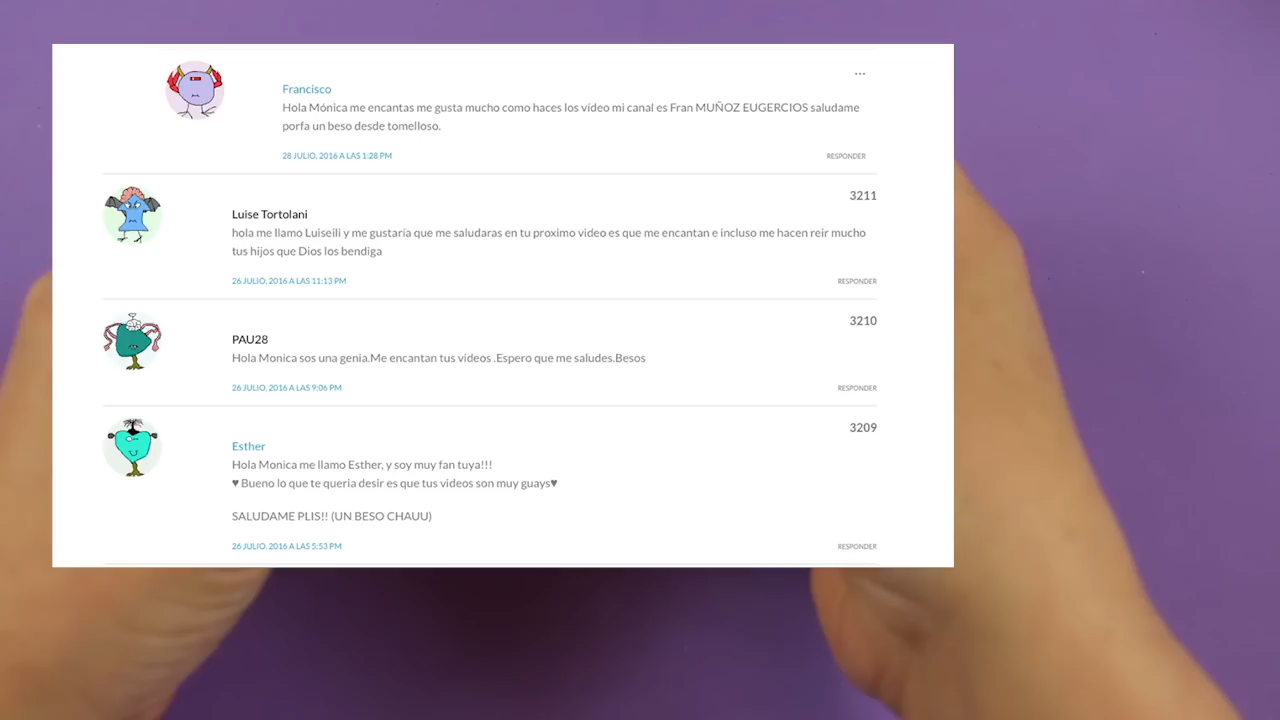 ...
Francisco
Hola Mónica me encantas me gusta mucho como haces los vídeo mi canal es Fran MUÑOZ EUGERCIOS saludame
porfa un beso desde tomelloso.
28 JULIO, 2016 A LAS 1:28 PM
RESPONDER
3211
Luise Tortolani
hola me llamo Luiseili y me gustaría que me saludaras en tu proximo video es que me encantan e incluso me hacen reir mucho
tus hijos que Dios los bendiga
26 JULIO, 2016 A LAS 11:13 PM
RESPONDER
3210
PAU28
Hola Monica sos una genia.Me encantan tus videos .Espero que me saludes.Besos
26 JULIO, 2016 A LAS 9:06 PM
RESPONDER
3209
Esther
Hola Monica me llamo Esther, y soy muy fan tuya!!!
♥ Bueno lo que te queria desir es que tus videos son muy guays♥
SALUDAME PLIS!! (UN BESO CHAUU)
26 JULIO, 2016 A LAS 5:53 PM
RESPONDER